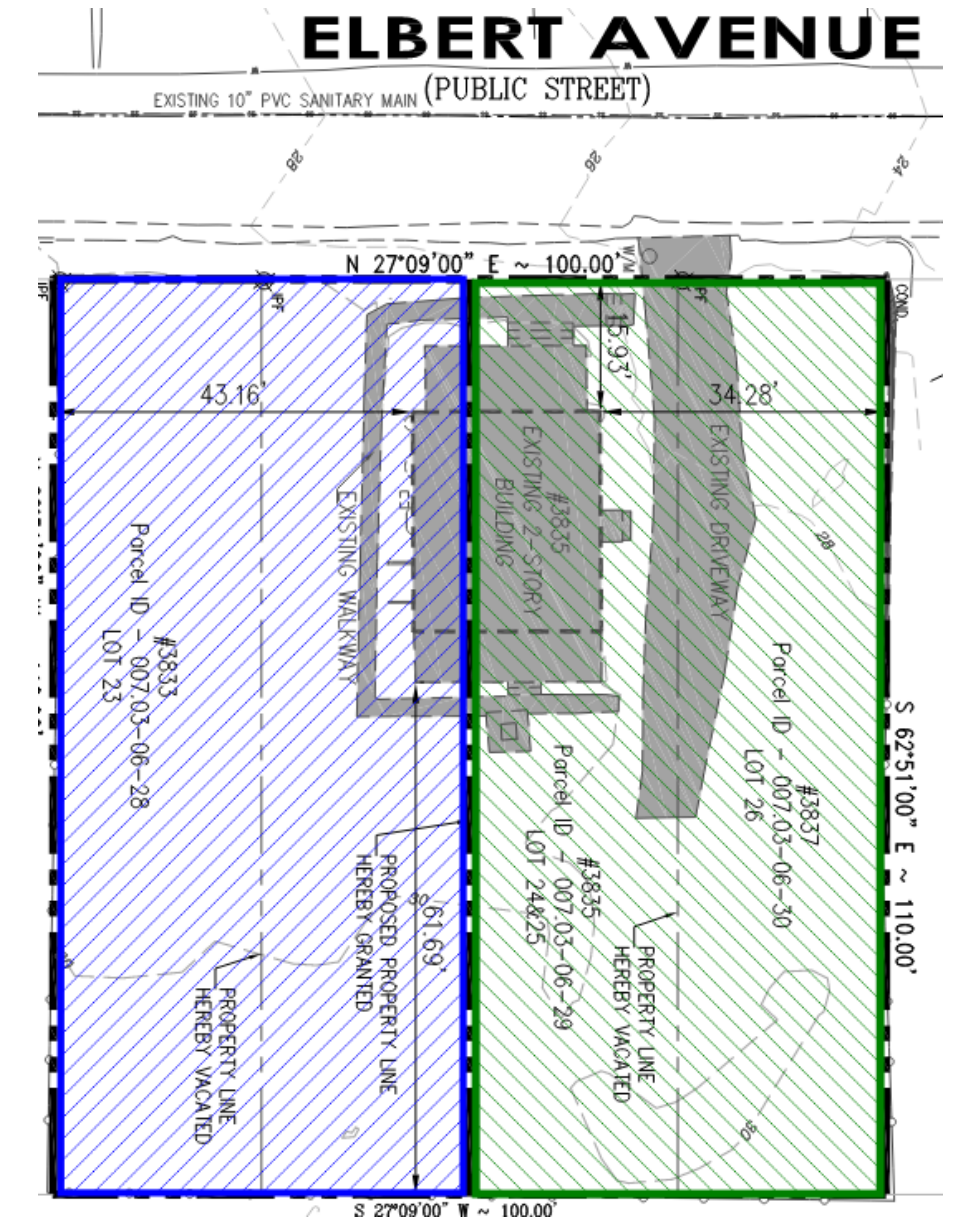 ELBERT AVENUE
(PUBLIC STREET)
EXISTING 10" PVC SANITARY MAIN
28
26
24
N 27°09'00" E ~ 100.00'
W/M
IPF
IPF
IPF
COND.
15.93'
43.16'
34.28'
EXISTING WALKWAY
#3835
EXISTING 2-STORY
BUILDING
EXISTING DRIVEWAY
28
#3833
Parcel ID - 007.03-06-28
LOT 23
#3835
Parcel ID - 007.03-06-29
LOT 24&25
#3837
Parcel ID - 007.03-06-30
LOT 26
S 62°51'00" E ~ 110.00'
61.69'
30
PROPOSED PROPERTY LINE
HEREBY GRANTED
PROPERTY LINE
HEREBY VACATED
PROPERTY LINE
HEREBY VACATED
30
S 27°09'00" W ~ 100.00'